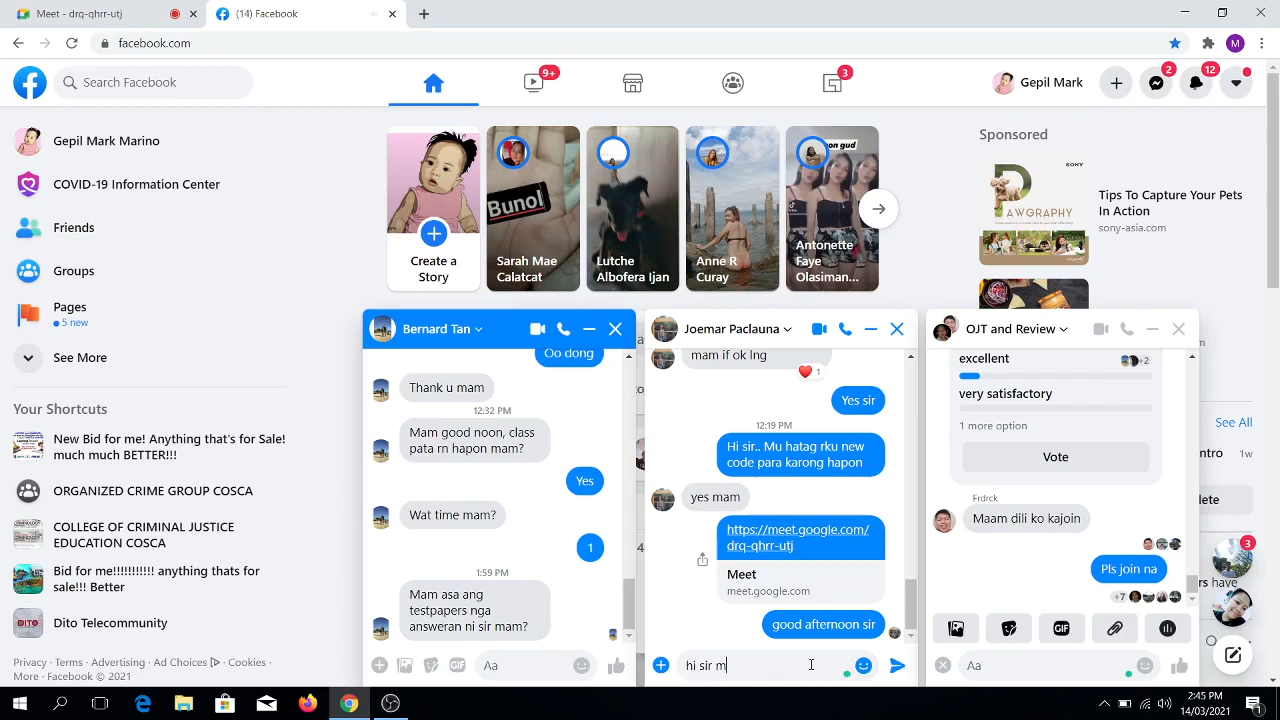 Meet - drq-qhrr-utj
(14) Facebook
facebook.com
Search Facebook
9+
3
Gepil Mark
2
12
M
Gepil Mark Marino
COVID-19 Information Center
Friends
Groups
Pages
5 new
See More
Your Shortcuts
New Bid for me! Anything that's for Sale!
much much BETTER!!!
ORGANIZED CRIME GROUP COSCA
COLLEGE OF CRIMINAL JUSTICE
EDUCATION COSCA
Bid for me!!!!!!!!!!! anything thats for
sale!!! Better
Dito Telecommunity
Privacy · Terms · Advertising · Ad Choices · Cookies ·
More · Facebook © 2021
Create a
Story
Bunol
Sarah Mae
Calatcat
Lutche
Albofera Ijan
Anne R
Curay
on gud
Antonette
Faye
Olasiman...
Sponsored
SONY
AWGRAPHY
Tips To Capture Your Pets
In Action
sony-asia.com
See All
ntro
1w
lete
3
rs have
Bernard Tan
Oo dong
Thank u mam
12:32 PM
Mam good noon, class
pata rn hapon mam?
Yes
Wat time mam?
1
1:59 PM
Mam asa ang
testpapers nga
answeran ni sir mam?
GIF
Aa
Joemar Paclauna
mam if ok lng
1
Yes sir
12:19 PM
Hi sir.. Mu hatag rku new
code para karong hapon
yes mam
https://meet.google.com/
drq-qhrr-utj
Meet
meet.google.com
good afternoon sir
hi sir m
OJT and Review
excellent
+2
very satisfactory
1 more option
Vote
Frdrck
Maam dili ko kajoin
Pls join na
+7
GIF
Aa
2:45 PM
14/03/2021